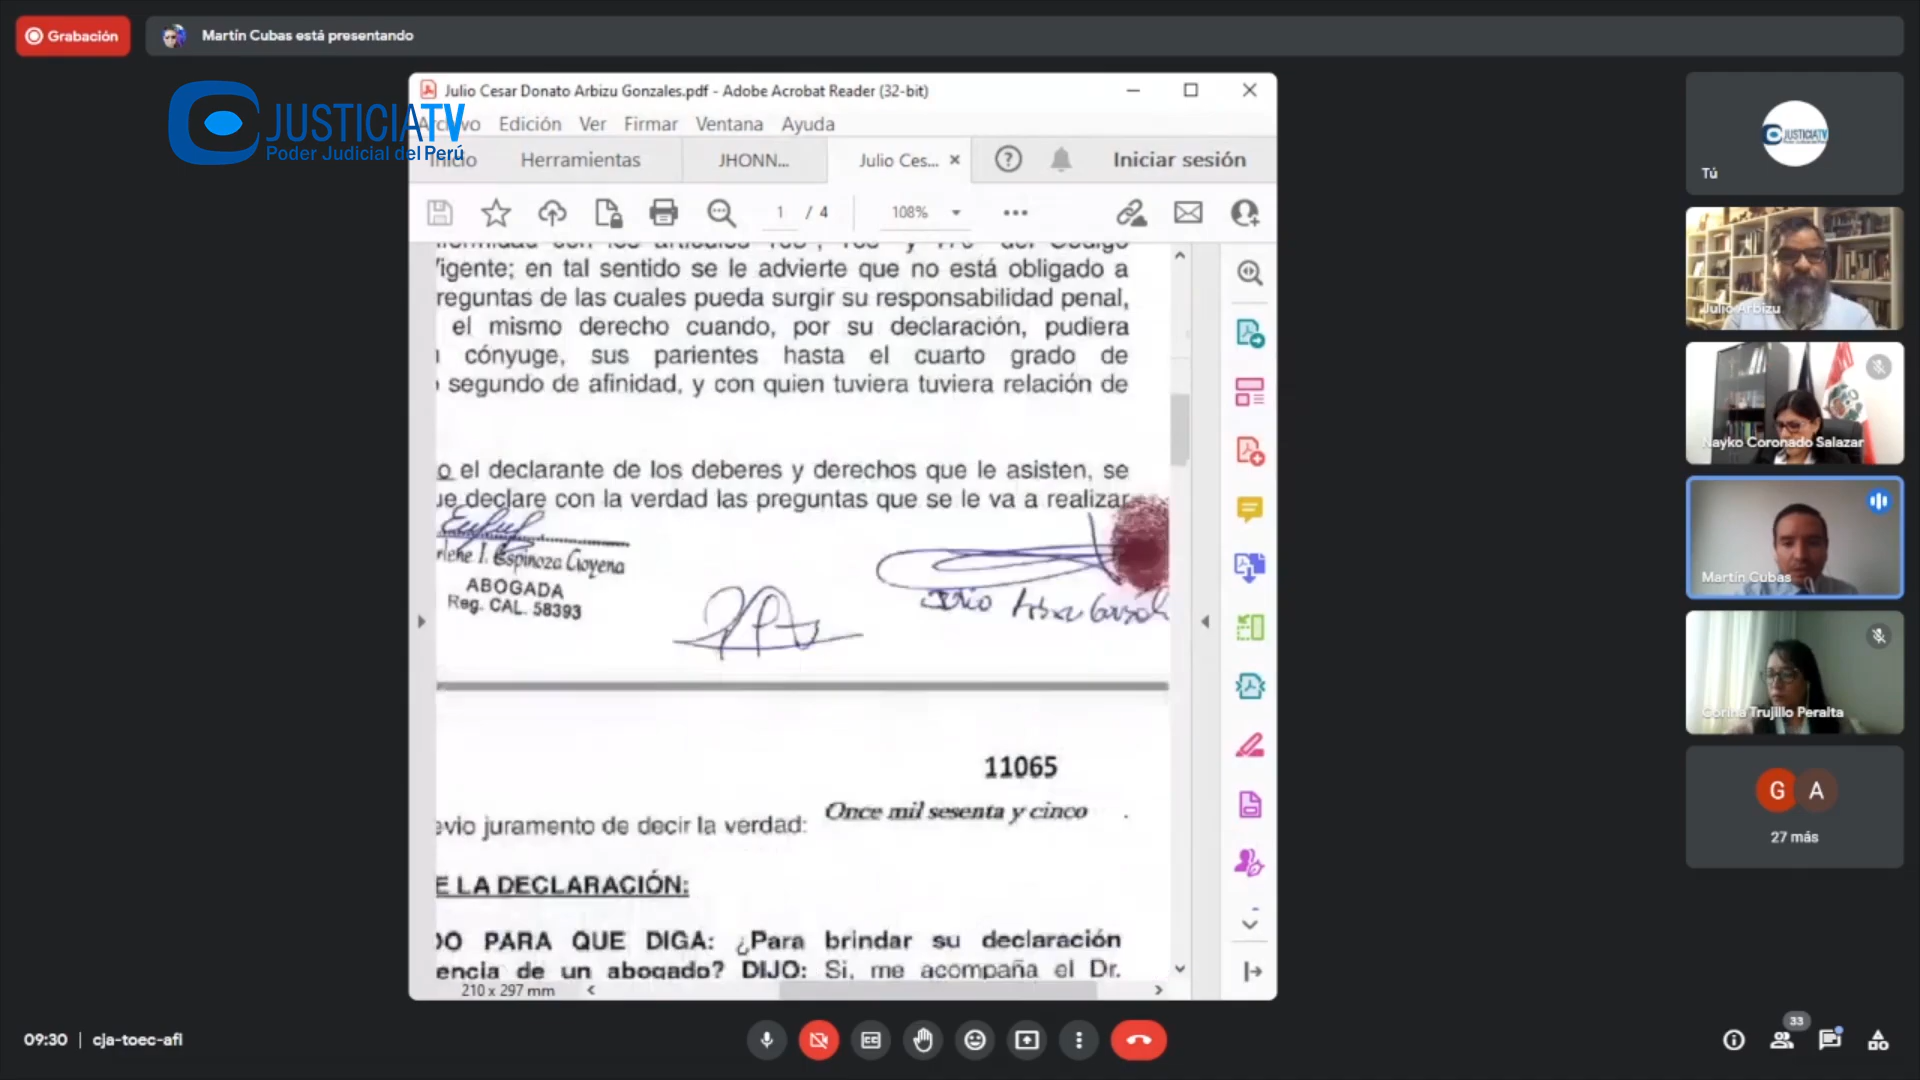 Grabación
Martín Cubas está presentando
JUSTICIATV
Poder Judicial del Perú
Julio Cesar Donato Arbizu Gonzales.pdf - Adobe Acrobat Reader (32-bit)
Edición Ver Firmar Ventana Ayuda
Herramientas JHONN... Julio Ces... Iniciar sesión
1 / 4 108%
Vigente; en tal sentido se le advierte que no está obligado a
reguntas de las cuales pueda surgir su responsabilidad penal,
el mismo derecho cuando, por su declaración, pudiera
cónyuge, sus parientes hasta el cuarto grado de
segundo de afinidad, y con quien tuviera tuviera relación de
o el declarante de los deberes y derechos que le asisten, se
ue declare con la verdad las preguntas que se le va a realizar
rlene I. Espinoza Goyena
ABOGADA
Reg. CAL. 58393
11065
Once mil sesenta y cinco
evio juramento de decir la verdad:
E LA DECLARACIÓN:
DO PARA QUE DIGA: ¿Para brindar su declaración
encia de un abogado? DIJO: Si, me acompaña el Dr.
210 x 297 mm
JUSTICIATV
Tú
Julio Arbizu
Nayko Coronado Salazar
Martín Cubas
Corina Trujillo Peralta
G A
27 más
09:30 | cja-toec-afi
33